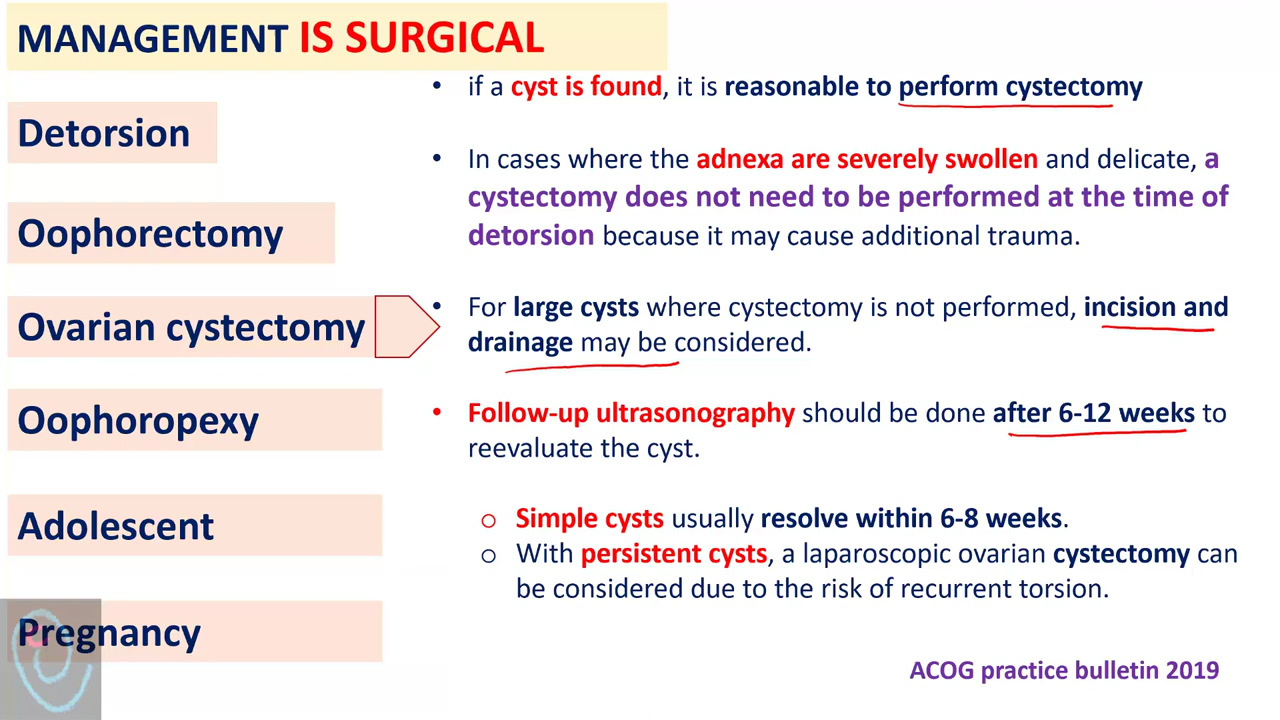 MANAGEMENT IS SURGICAL
Detorsion
Oophorectomy
Ovarian cystectomy
Oophoropexy
Adolescent
Pregnancy
• if a cyst is found, it is reasonable to perform cystectomy
• In cases where the adnexa are severely swollen and delicate, a
cystectomy does not need to be performed at the time of
detorsion because it may cause additional trauma.
• For large cysts where cystectomy is not performed, incision and
drainage may be considered.
• Follow-up ultrasonography should be done after 6-12 weeks to
reevaluate the cyst.
o Simple cysts usually resolve within 6-8 weeks.
o With persistent cysts, a laparoscopic ovarian cystectomy can
be considered due to the risk of recurrent torsion.
ACOG practice bulletin 2019